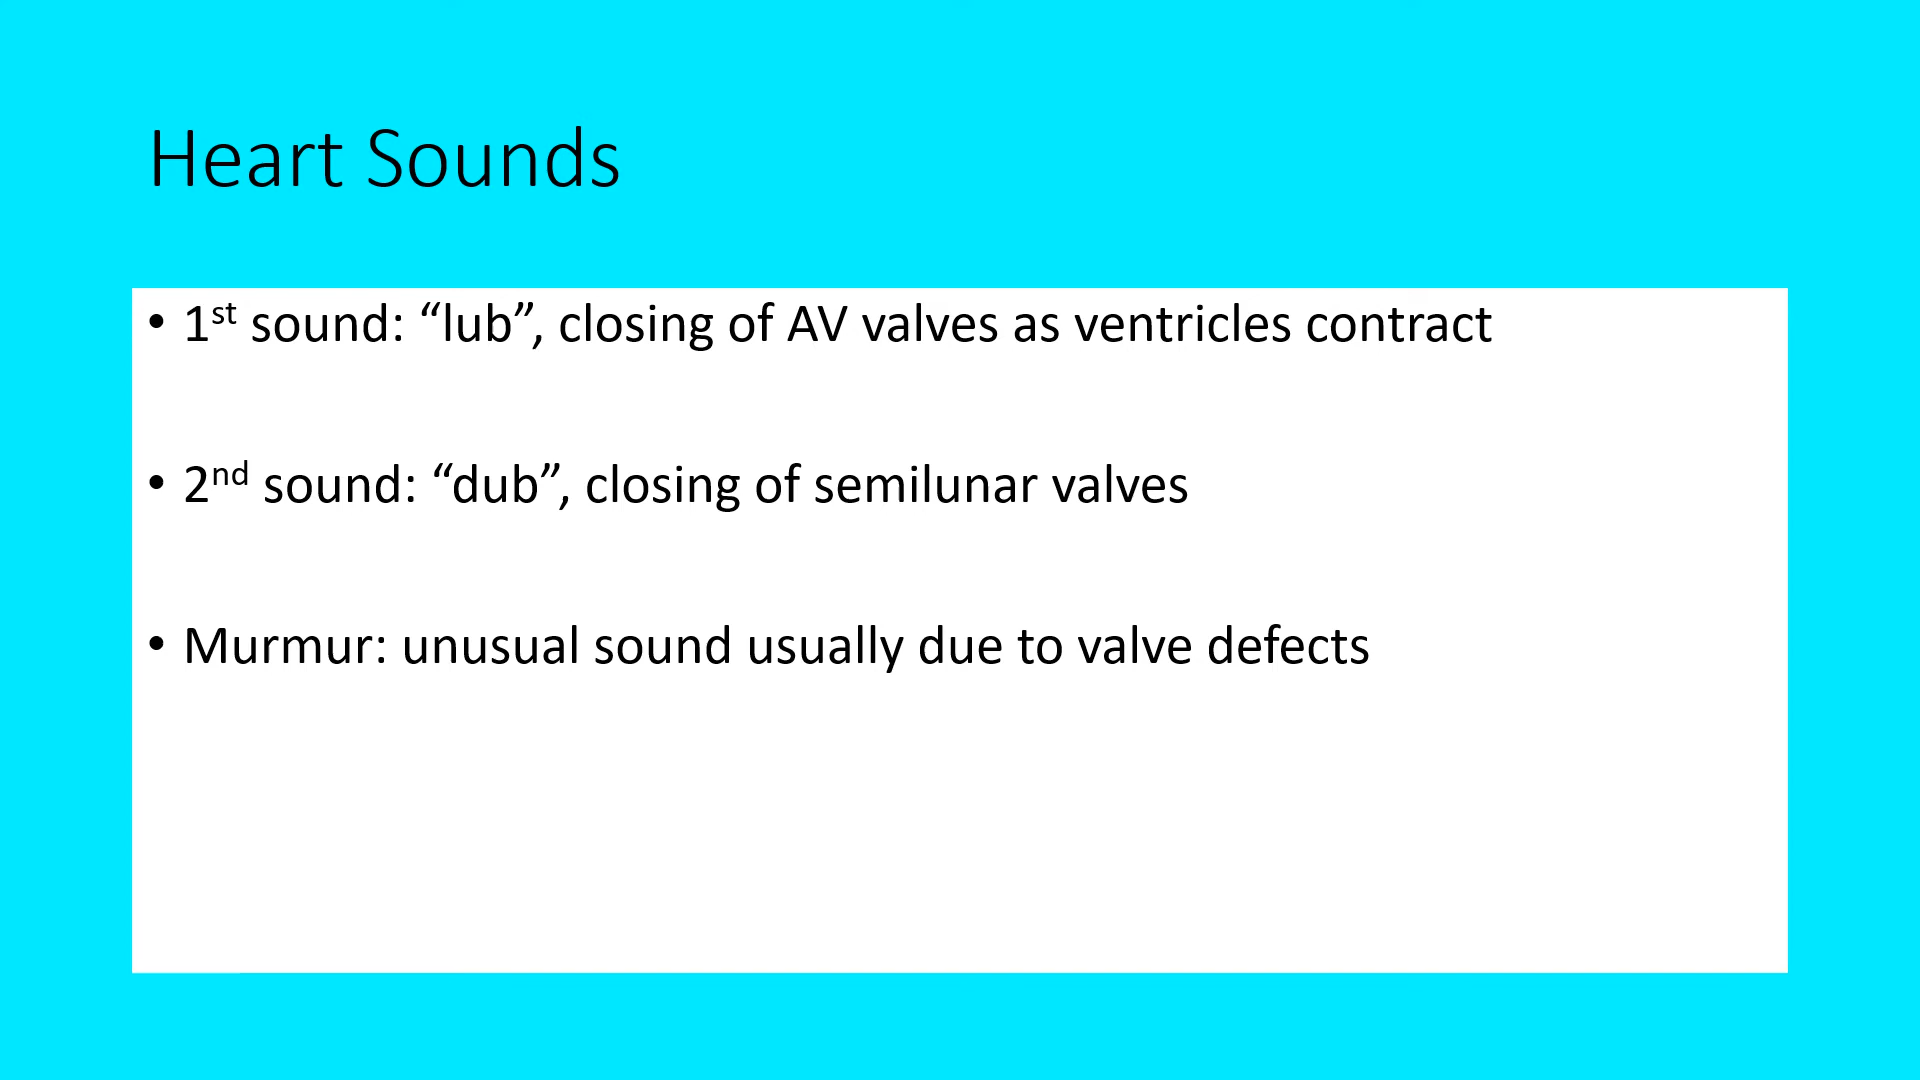 Heart Sounds
• 1st sound: “lub”, closing of AV valves as ventricles contract
• 2nd sound: “dub”, closing of semilunar valves
• Murmur: unusual sound usually due to valve defects